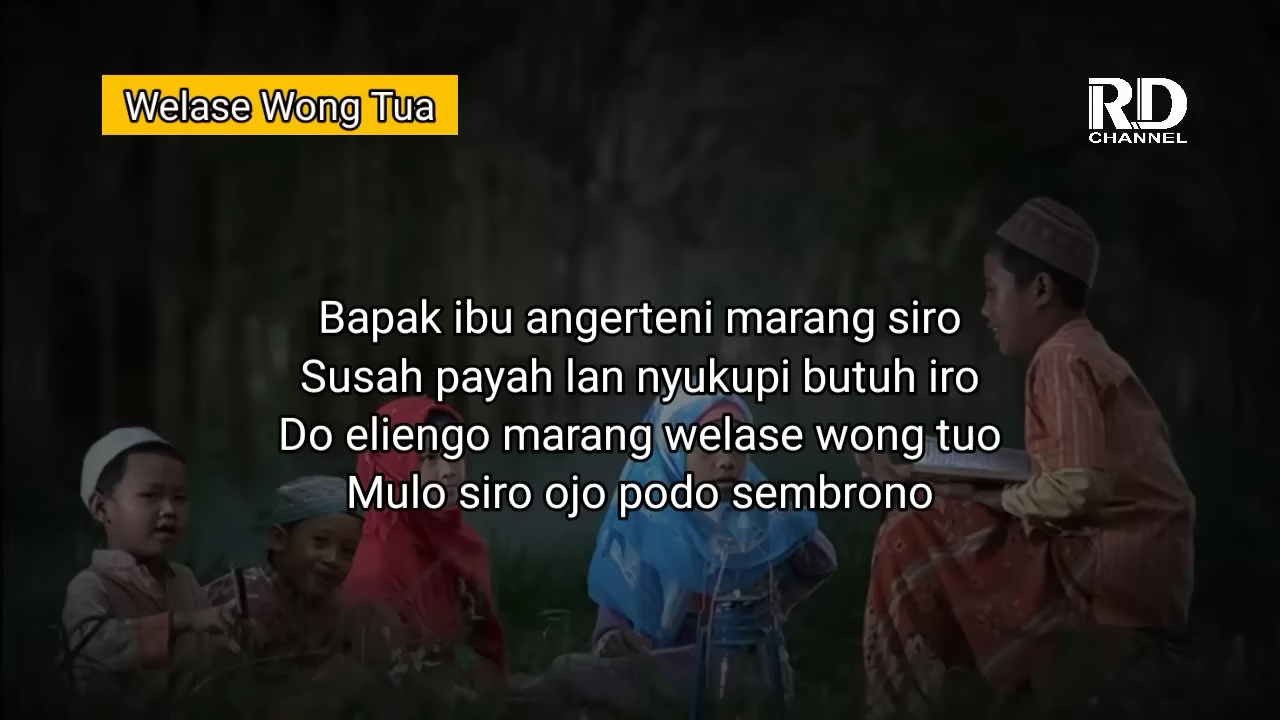 Welase Wong Tua
RD
CHANNEL
Bapak ibu angerteni marang siro
Susah payah lan nyukupi butuh iro
Do eliengo marang welase wong tuo
Mulo siro ojo podo sembrono